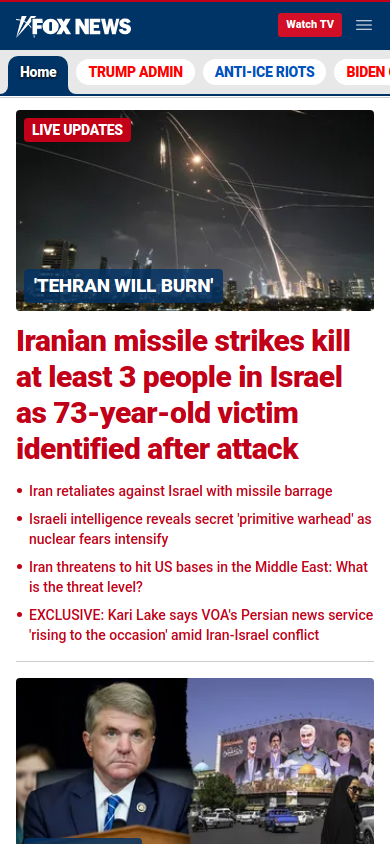 FOX NEWS
Watch TV
Home
TRUMP ADMIN
ANTI-ICE RIOTS
BIDEN
LIVE UPDATES
'TEHRAN WILL BURN'
Iranian missile strikes kill
at least 3 people in Israel
as 73-year-old victim
identified after attack
Iran retaliates against Israel with missile barrage
Israeli intelligence reveals secret 'primitive warhead' as
nuclear fears intensify
Iran threatens to hit US bases in the Middle East: What
is the threat level?
EXCLUSIVE: Kari Lake says VOA's Persian news service
'rising to the occasion' amid Iran-Israel conflict